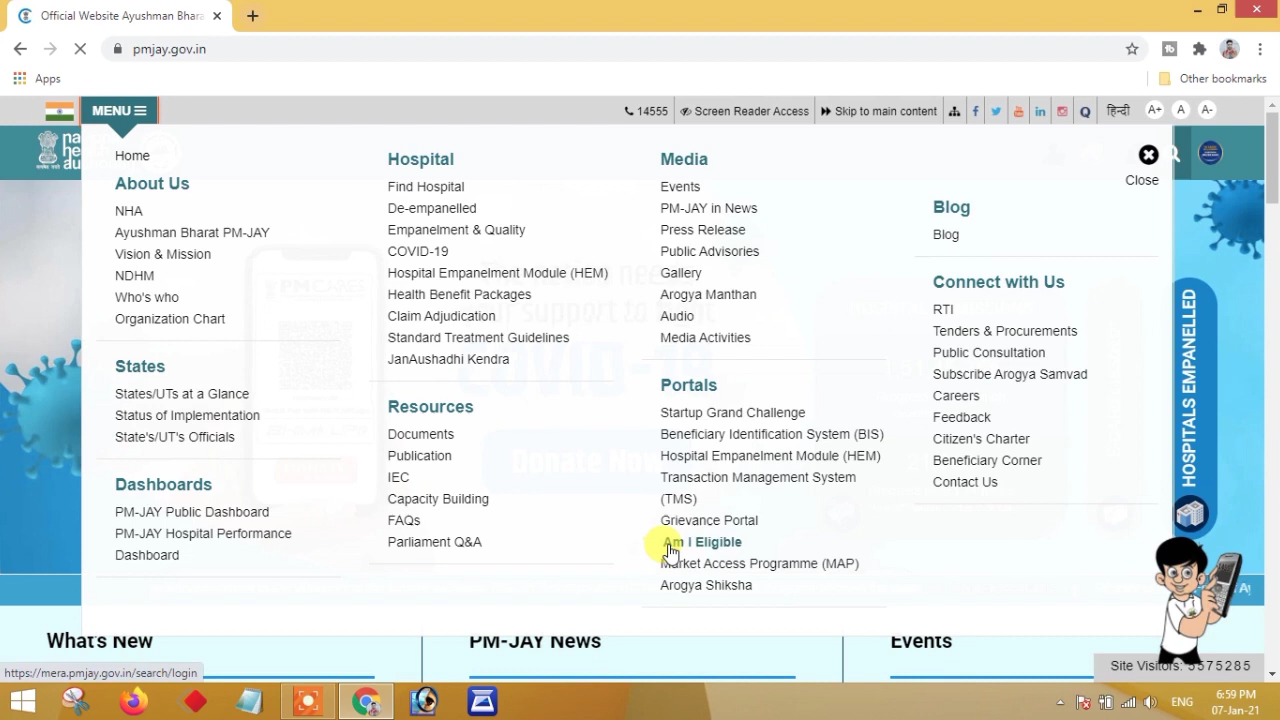 Official Website Ayushman Bhara
pmjay.gov.in
Apps
Other bookmarks
MENU
14555
Screen Reader Access
Skip to main content
हिन्दी
A+
A
A-
Home
About Us
NHA
Ayushman Bharat PM-JAY
Vision & Mission
NDHM
Who's who
Organization Chart
States
States/UTs at a Glance
Status of Implementation
State's/UT's Officials
Dashboards
PM-JAY Public Dashboard
PM-JAY Hospital Performance
Dashboard
Hospital
Find Hospital
De-empanelled
Empanelment & Quality
COVID-19
Hospital Empanelment Module (HEM)
Health Benefit Packages
Claim Adjudication
Standard Treatment Guidelines
JanAushadhi Kendra
Resources
Documents
Publication
IEC
Capacity Building
FAQs
Parliament Q&A
Media
Events
PM-JAY in News
Press Release
Public Advisories
Gallery
Arogya Manthan
Audio
Media Activities
Portals
Startup Grand Challenge
Beneficiary Identification System (BIS)
Hospital Empanelment Module (HEM)
Transaction Management System
(TMS)
Grievance Portal
Am I Eligible
Market Access Programme (MAP)
Arogya Shiksha
Close
Blog
Blog
Connect with Us
RTI
Tenders & Procurements
Public Consultation
Subscribe Arogya Samvad
Careers
Feedback
Citizen's Charter
Beneficiary Corner
Contact Us
HOSPITALS EMPANELLED
Donate Now
What's New
PM-JAY News
Events
Site Visitors: 5575285
https://mera.pmjay.gov.in/search/login
ENG
6:59 PM
07-Jan-21